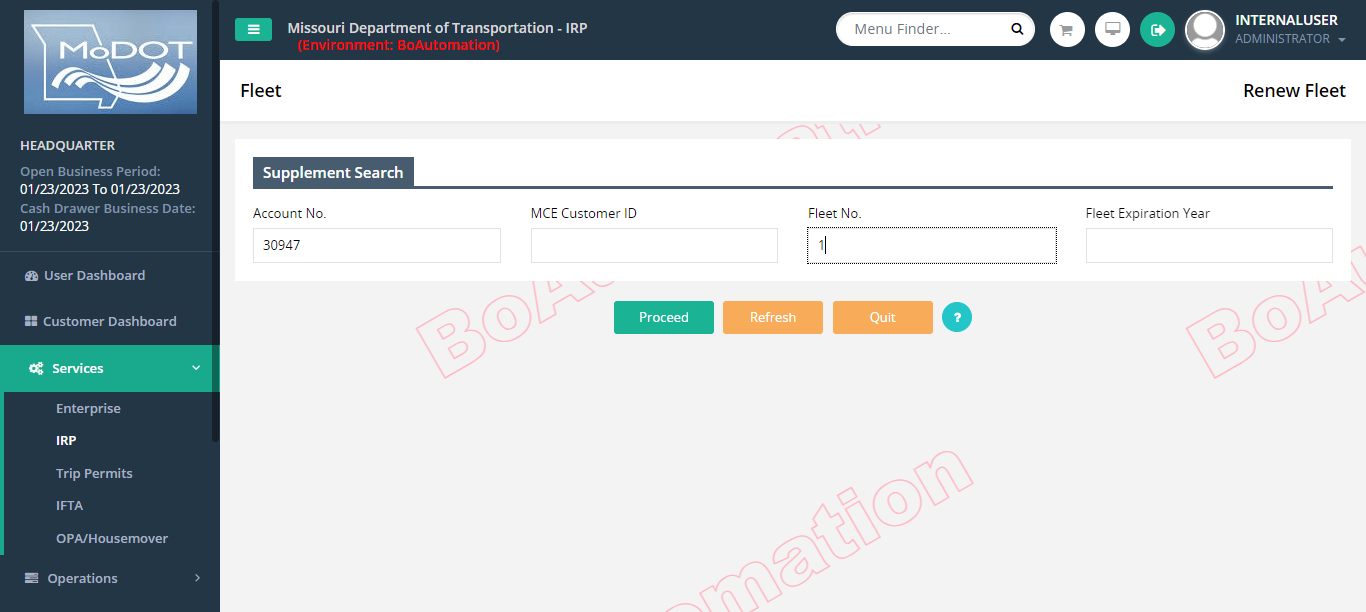 MoDOT
HEADQUARTER
Open Business Period:
01/23/2023 To 01/23/2023
Cash Drawer Business Date:
01/23/2023
User Dashboard
Customer Dashboard
Services
Enterprise
IRP
Trip Permits
IFTA
OPA/Housemover
Operations
Missouri Department of Transportation - IRP
(Environment: BoAutomation)
Menu Finder...
INTERNALUSER
ADMINISTRATOR
Fleet
Renew Fleet
Supplement Search
Account No.
MCE Customer ID
Fleet No.
Fleet Expiration Year
30947
1
Proceed
Refresh
Quit
?
BoAu
BoAu
omation